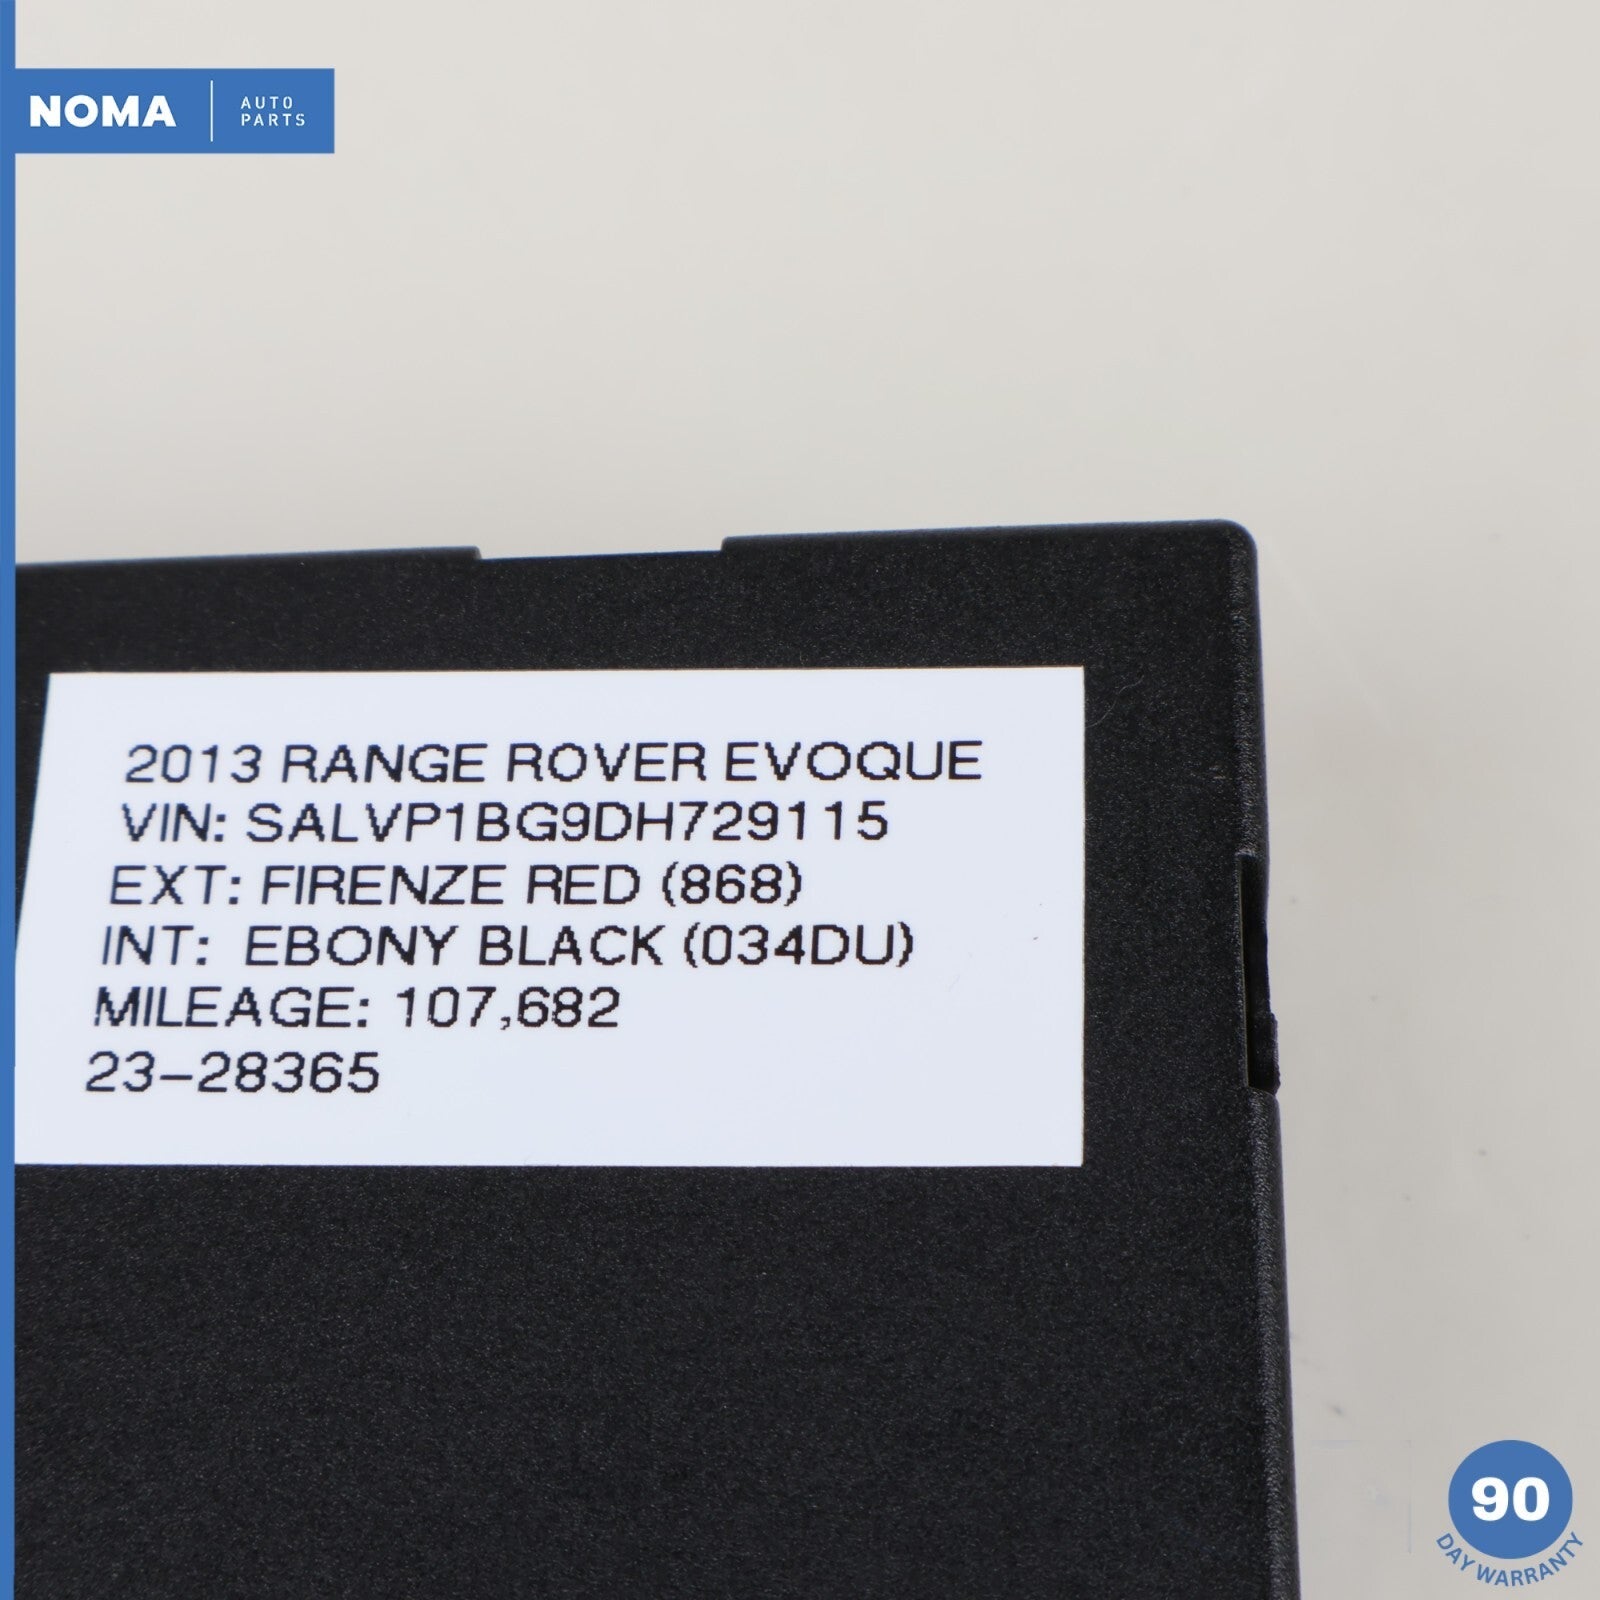 NOMA
AUTO
PARTS
2013 RANGE ROVER EVOQUE
VIN: SALVP1BG9DH729115
EXT: FIRENZE RED (868)
INT: EBONY BLACK (034DU)
MILEAGE: 107,682
23-28365
90
DAY WARRANTY